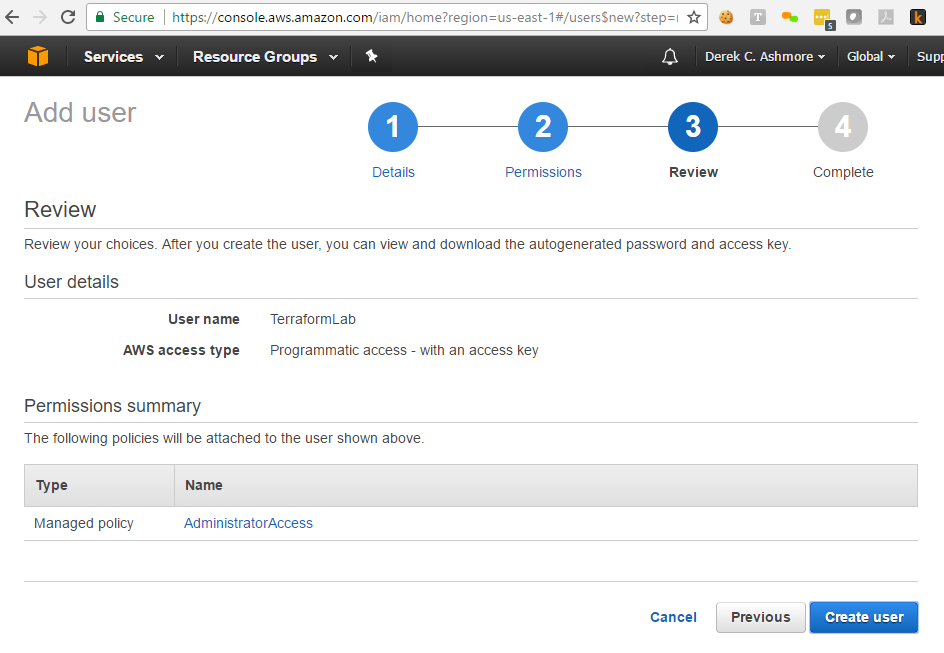 Secure https://console.aws.amazon.com/iam/home?region=us-east-1#/users$new?step=
T 5 k
Services Resource Groups Derek C. Ashmore Global Supp
Add user
1 2 3 4
Details Permissions Review Complete
Review
Review your choices. After you create the user, you can view and download the autogenerated password and access key.
User details
User name TerraformLab
AWS access type Programmatic access - with an access key
Permissions summary
The following policies will be attached to the user shown above.
Type Name
Managed policy AdministratorAccess
Cancel Previous Create user